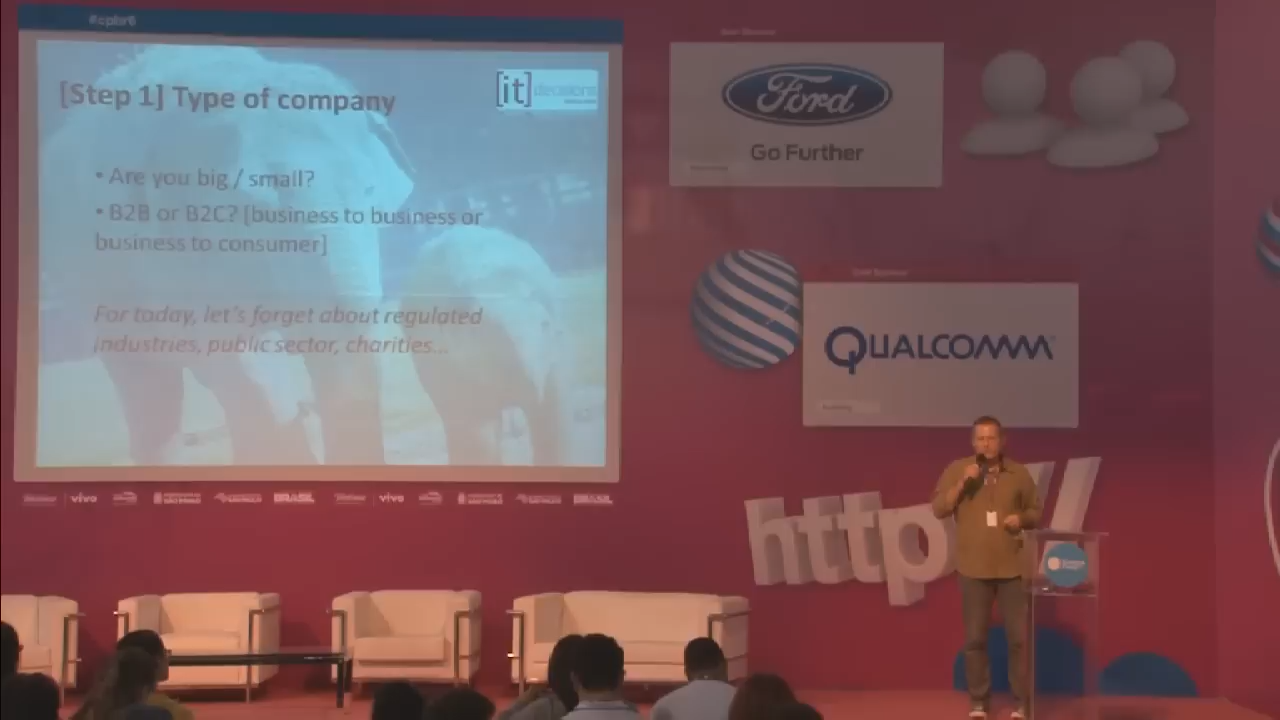 #cpbr6
[Step 1] Type of company
[it] decisions
• Are you big / small?
• B2B or B2C? [business to business or
business to consumer]
For today, let's forget about regulated
industries, public sector, charities...
Ford
Go Further
QUALCOMM
vivo
BRASIL
vivo
BRASIL
http://